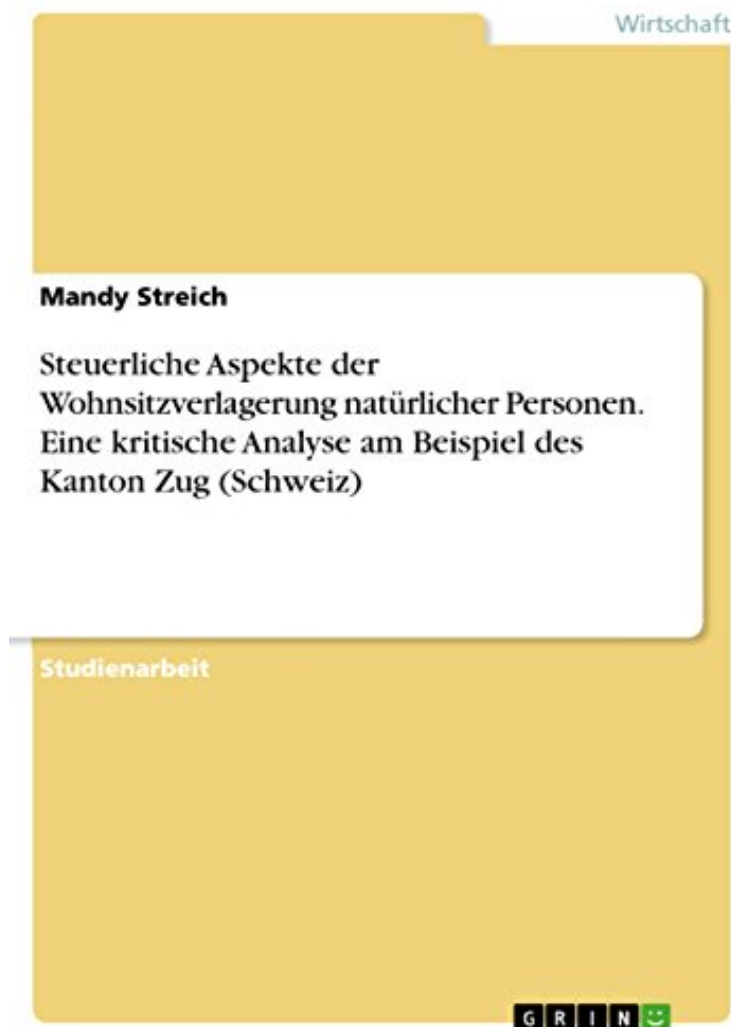 Wirtschaft
Mandy Streich
Steuerliche Aspekte der
Wohnsitzverlagerung natürlicher Personen.
Eine kritische Analyse am Beispiel des
Kanton Zug (Schweiz)
Studienarbeit
GRIN